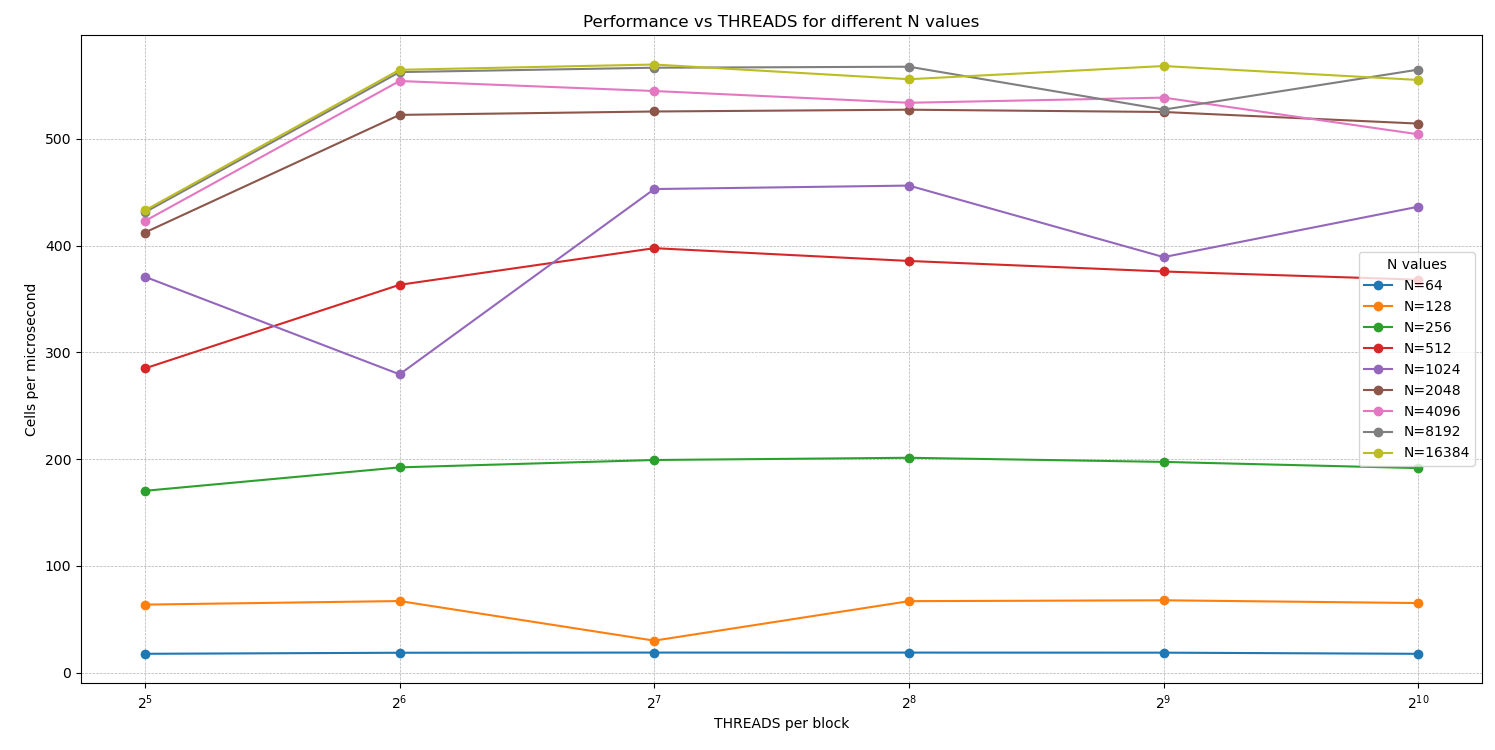 Performance vs THREADS for different N values
Cells per microsecond
500
400
300
200
100
0
N values
N=64
N=128
N=256
N=512
N=1024
N=2048
N=4096
N=8192
N=16384
2^5 2^6 2^7 2^8 2^9 2^10
THREADS per block